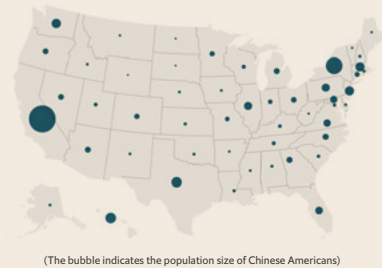 (The bubble indicates the population size of Chinese Americans)